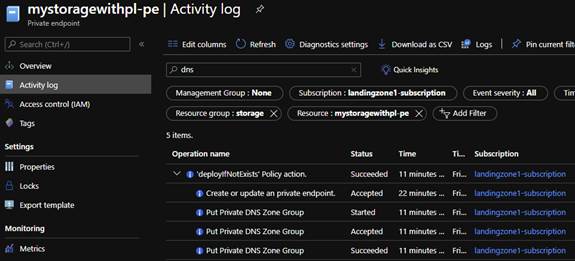 mystoragewithpl-pe | Activity log
Private endpoint
Search (Ctrl+/)
Overview
Activity log
Access control (IAM)
Tags
Settings
Properties
Locks
Export template
Monitoring
Metrics
Edit columns Refresh Diagnostics settings Download as CSV Logs Pin current filt
dns Quick Insights
Management Group : None Subscription : landingzone1-subscription Event severity : All Tim
Resource group : storage Resource : mystoragewithpl-pe Add Filter
5 items.
Operation name Status Time Ti... Subscription
'deployIfNotExists' Policy action. Succeeded 11 minutes ... Fri... landingzone1-subscription
Create or update an private endpoint. Accepted 22 minutes ... Fri... landingzone1-subscription
Put Private DNS Zone Group Started 11 minutes ... Fri... landingzone1-subscription
Put Private DNS Zone Group Accepted 11 minutes ... Fri... landingzone1-subscription
Put Private DNS Zone Group Succeeded 11 minutes ... Fri... landingzone1-subscription